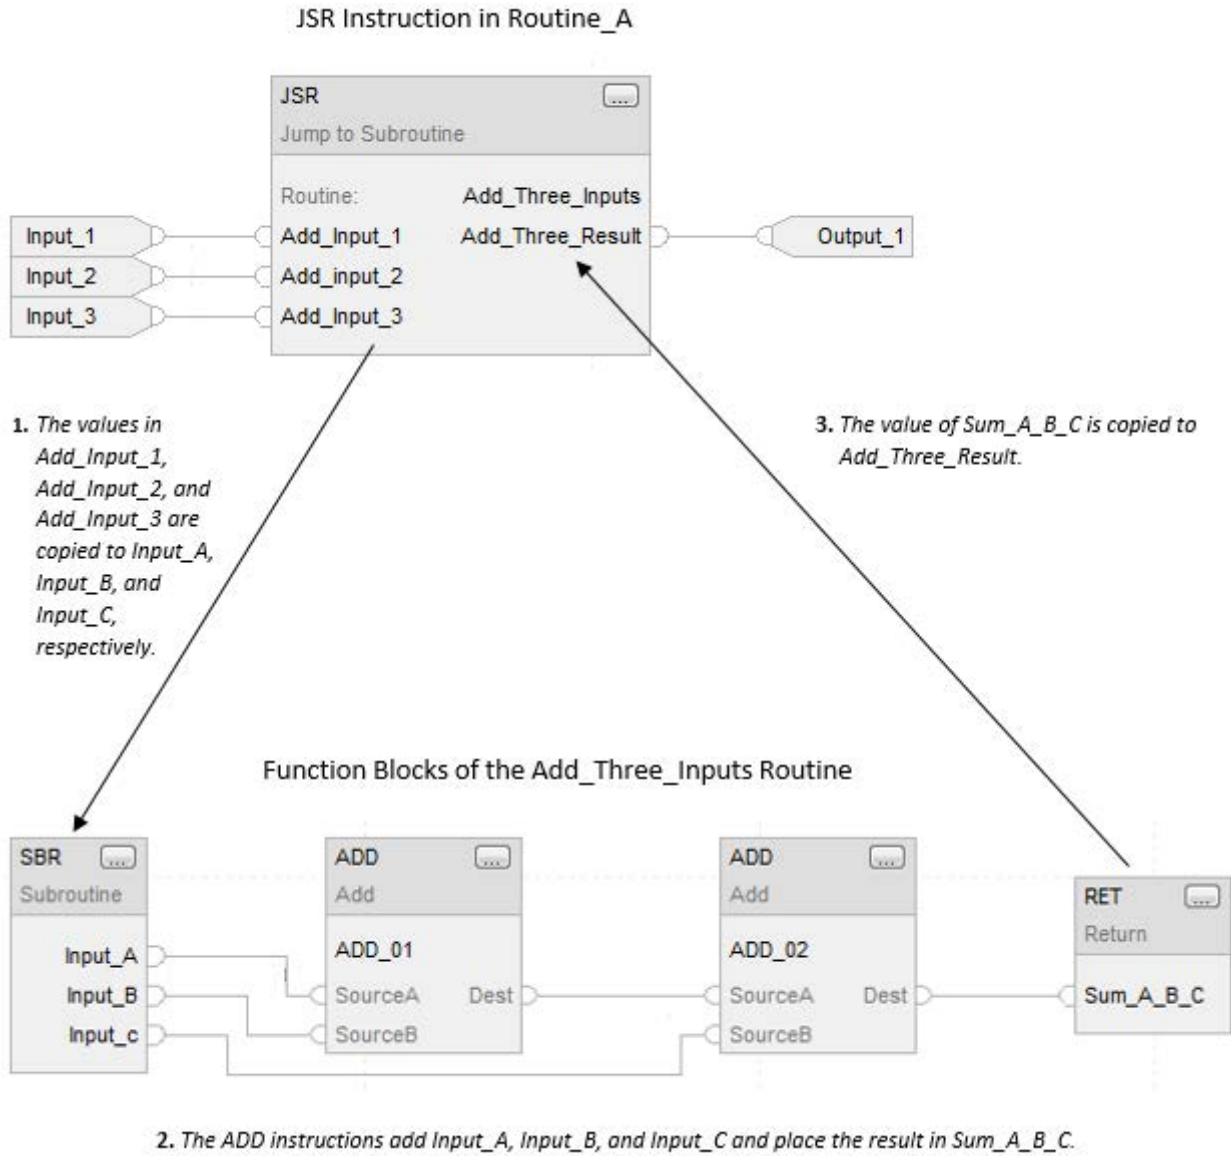 JSR Instruction in Routine_A
JSR ...
Jump to Subroutine
Routine: Add_Three_Inputs
Input_1 Add_Input_1 Add_Three_Result Output_1
Input_2 Add_input_2
Input_3 Add_Input_3
1. The values in
Add_Input_1,
Add_Input_2, and
Add_Input_3 are
copied to Input_A,
Input_B, and
Input_C,
respectively.
3. The value of Sum_A_B_C is copied to
Add_Three_Result.
Function Blocks of the Add_Three_Inputs Routine
SBR ...
Subroutine
Input_A
Input_B
Input_c
ADD ...
Add
ADD_01
SourceA Dest
SourceB
ADD ...
Add
ADD_02
SourceA Dest
SourceB
RET ...
Return
Sum_A_B_C
2. The ADD instructions add Input_A, Input_B, and Input_C and place the result in Sum_A_B_C.